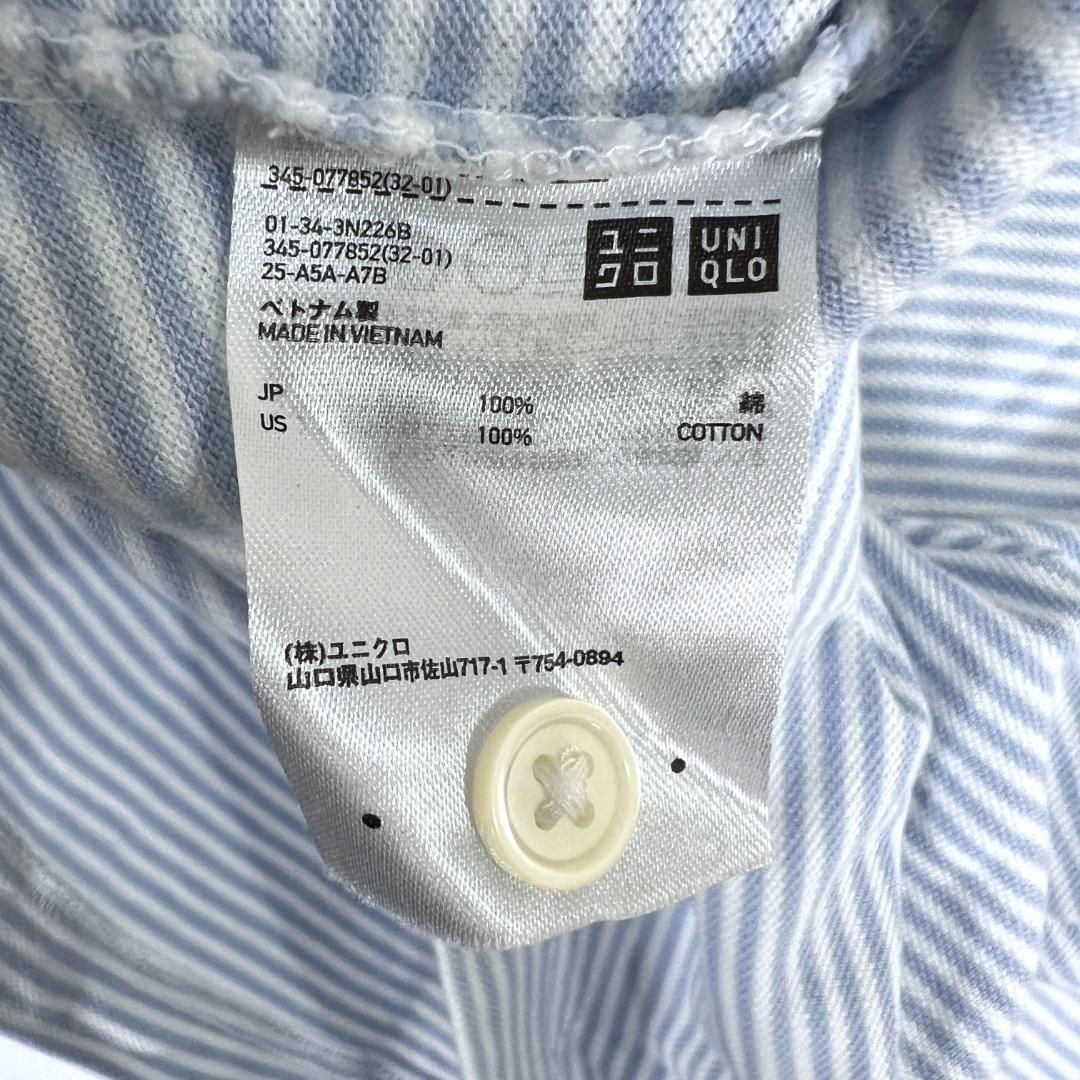 345-077852(32-01)
01-34-3N226B
345-077852(32-01)
25-A5A-A7B
ユニクロ
UNIQLO
ベトナム製
MADE IN VIETNAM
JP 100% 綿
US 100% COTTON
(株)ユニクロ
山口県山口市佐山717-1 〒754-0894